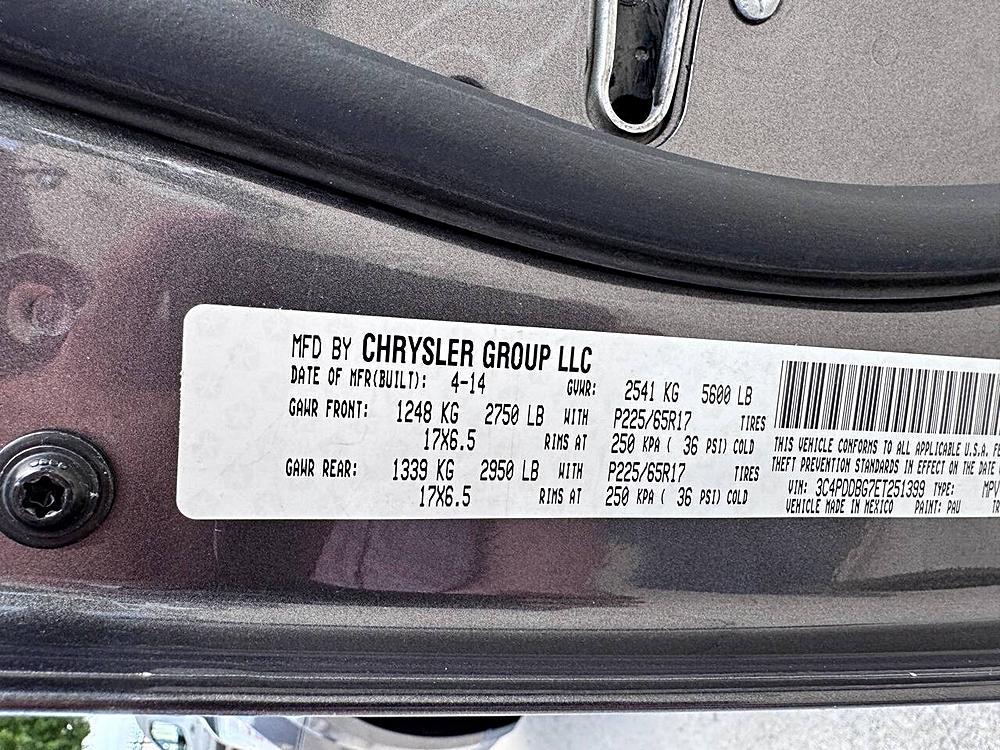 MFD BY CHRYSLER GROUP LLC
DATE OF MFR(BUILT): 4-14 GVWR: 2541 KG 5600 LB
GAWR FRONT: 1248 KG 2750 LB WITH P225/65R17 TIRES
17X6.5 RIMS AT 250 KPA ( 36 PSI) COLD
GAWR REAR: 1339 KG 2950 LB WITH P225/65R17 TIRES
17X6.5 RIMS AT 250 KPA ( 36 PSI) COLD
THIS VEHICLE CONFORMS TO ALL APPLICABLE U.S.A. FE
THEFT PREVENTION STANDARDS IN EFFECT ON THE DATE
VIN: 3C4PDDBG7ET251399 TYPE: MPV
VEHICLE MADE IN MEXICO PAINT: PAU TR